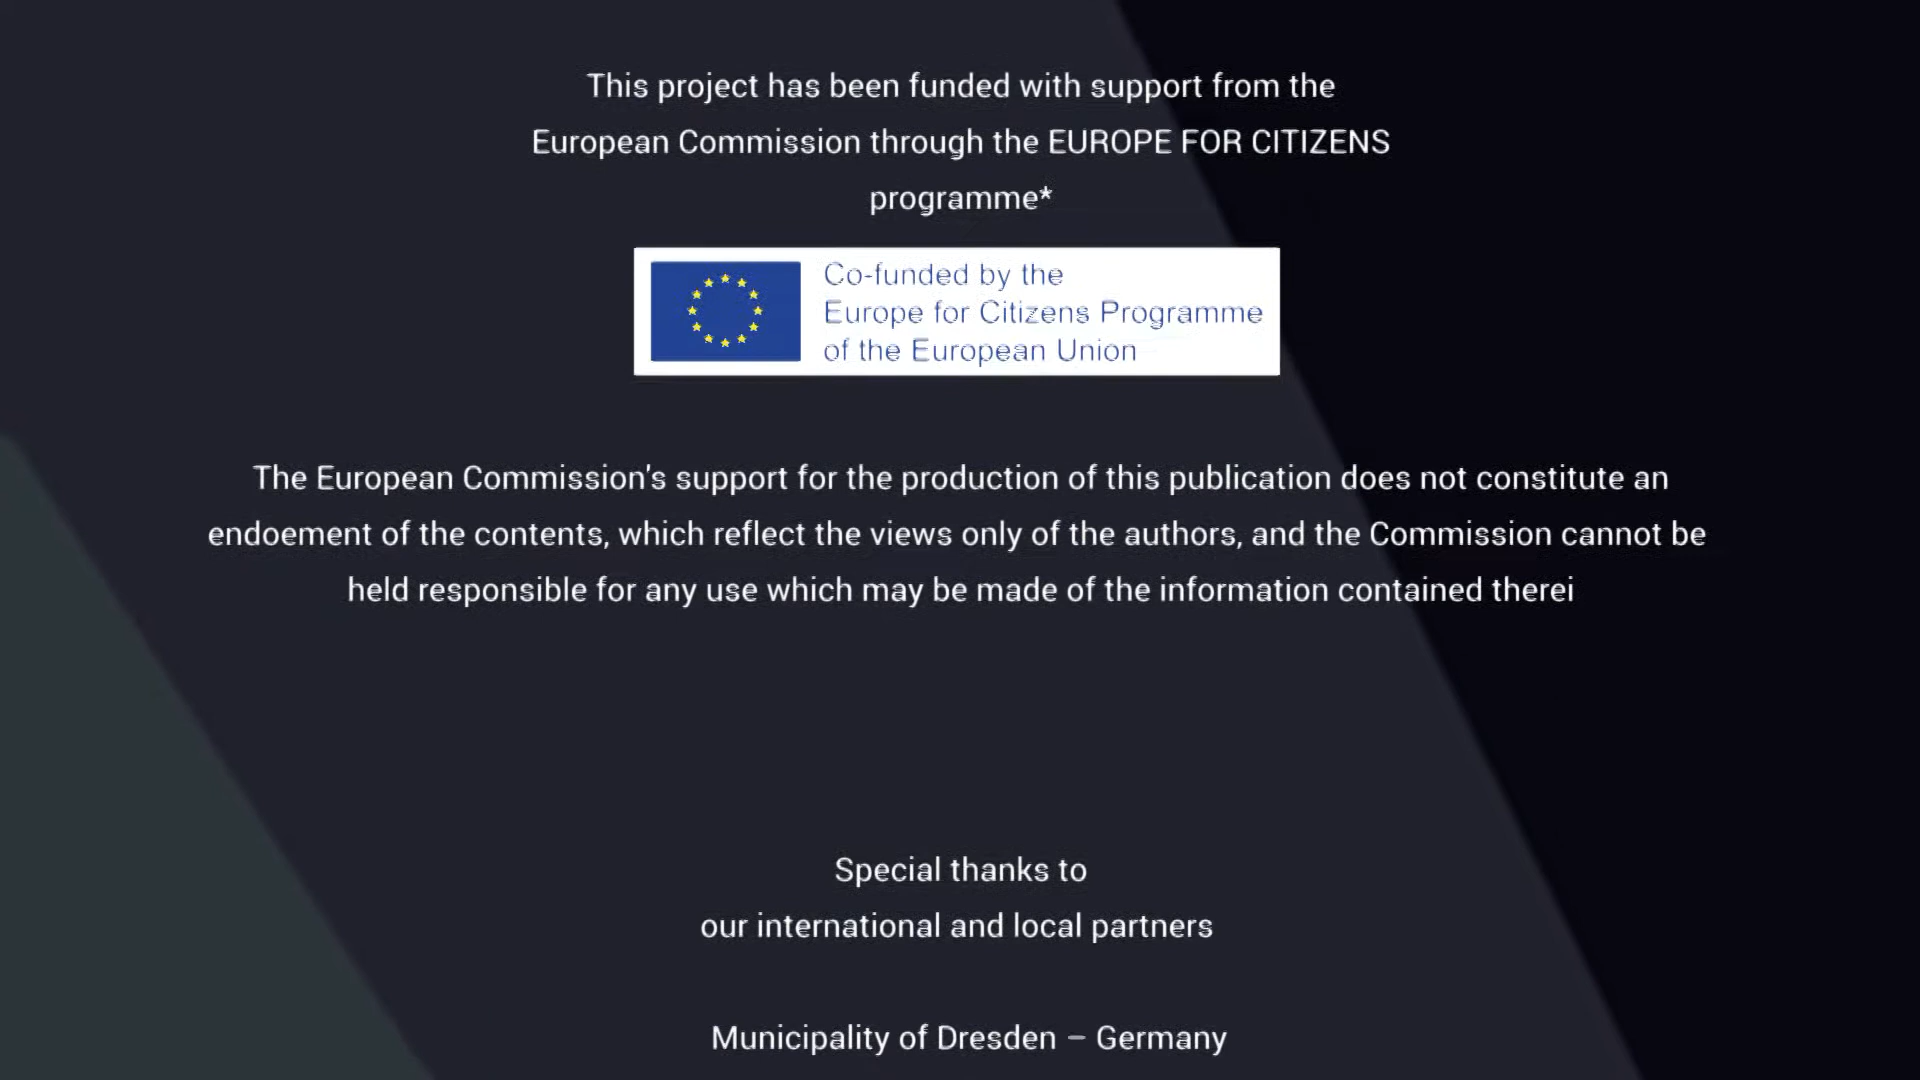 This project has been funded with support from the
European Commission through the EUROPE FOR CITIZENS
programme*
Co-funded by the
Europe for Citizens Programme
of the European Union
The European Commission's support for the production of this publication does not constitute an
endoement of the contents, which reflect the views only of the authors, and the Commission cannot be
held responsible for any use which may be made of the information contained therei
Special thanks to
our international and local partners
Municipality of Dresden – Germany